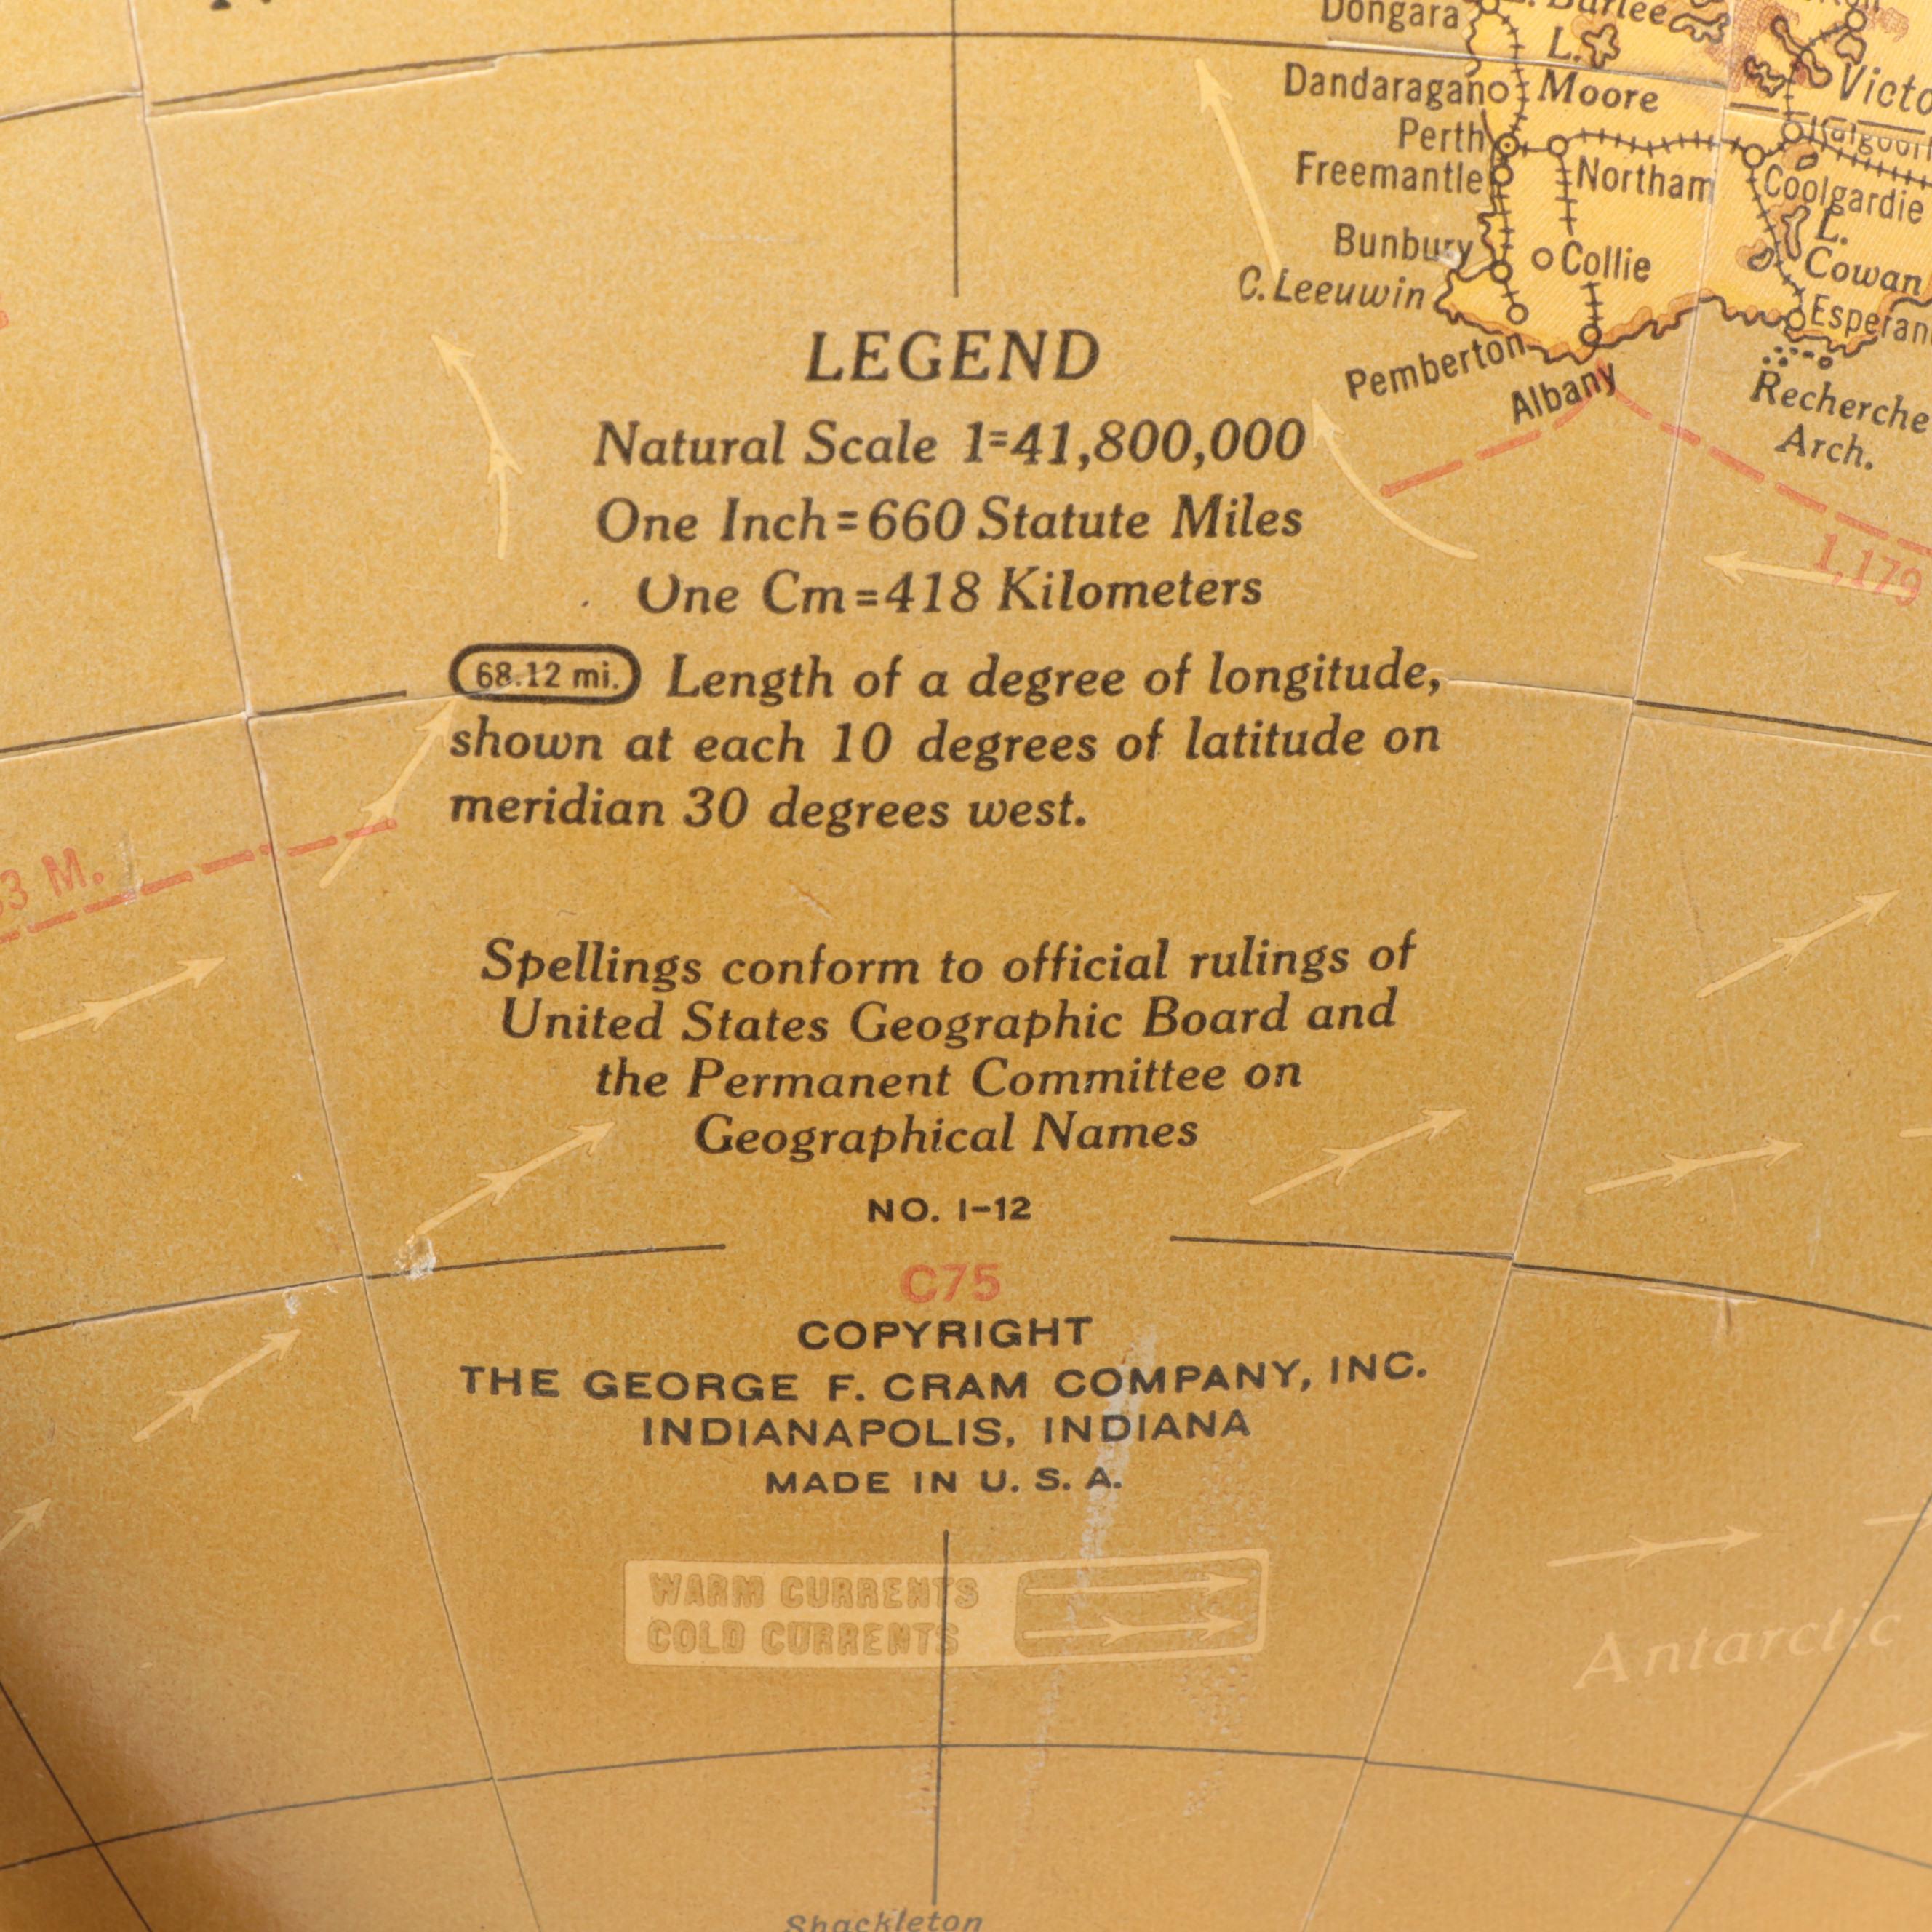 Dongara
L.
Moore
Dandaragan
Perth
Freemantle
Northam
Coolgardie
Bunbury
Collie
L.
Cowan
C. Leeuwin
Pemberton
Albany
Recherche
Arch.
LEGEND
Natural Scale 1=41,800,000
One Inch=660 Statute Miles
One Cm=418 Kilometers
68.12 mi. Length of a degree of longitude,
shown at each 10 degrees of latitude on
meridian 30 degrees west.
1,179
3 M.
Spellings conform to official rulings of
United States Geographic Board and
the Permanent Committee on
Geographical Names
NO. I-12
C75
COPYRIGHT
THE GEORGE F. CRAM COMPANY, INC.
INDIANAPOLIS, INDIANA
MADE IN U. S. A.
WARM CURRENTS
COLD CURRENTS
Antarctic
Shackleton